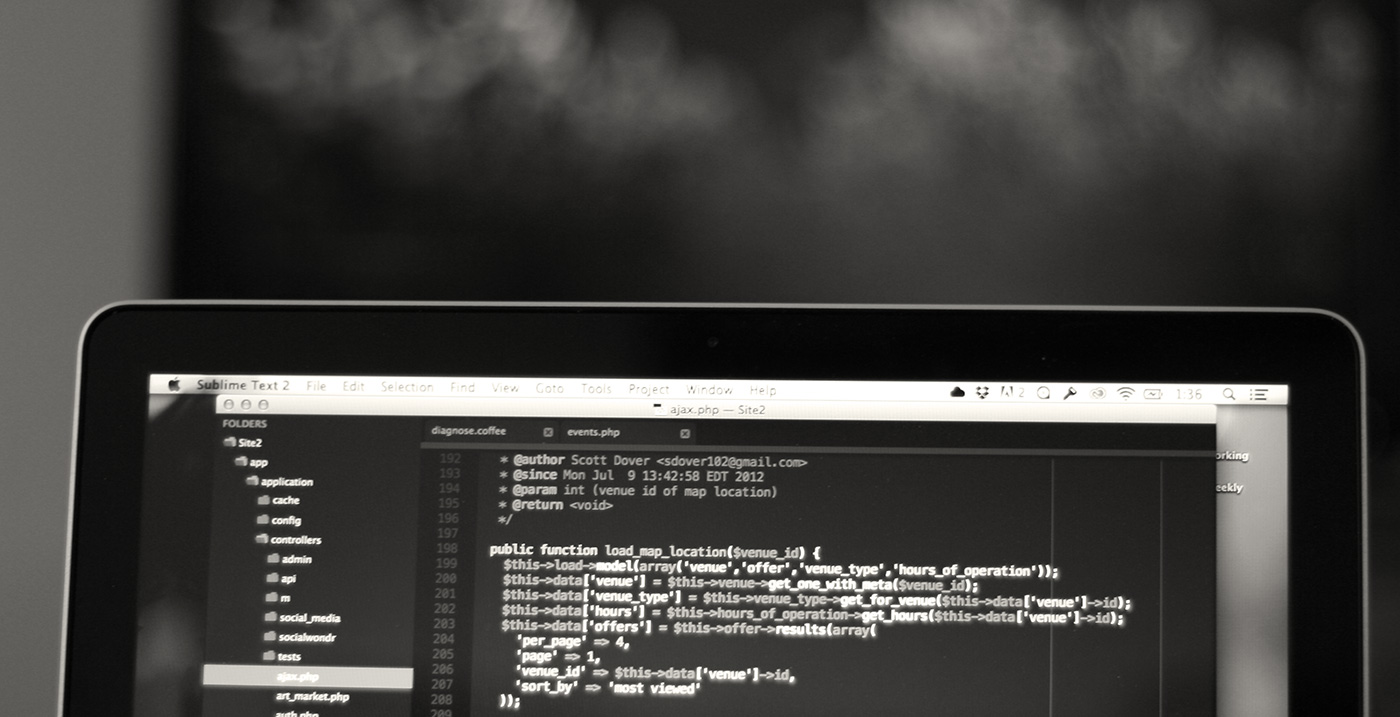 Sublime Text 2 File Edit Selection Find View Goto Tools Project Window Help 2 1:36
ajax.php — Site2
FOLDERS
Site2
app
application
cache
config
controllers
admin
api
m
social_media
socialwondr
tests
ajax.php
art_market.php
auth.php
diagnose.coffee events.php
192 * @author Scott Dover <sdover102@gmail.com>
193 * @since Mon Jul 9 13:42:58 EDT 2012
194 * @param int (venue id of map location)
195 * @return <void>
196 */
197
198 public function load_map_location($venue_id) {
199 $this->load->model(array('venue','offer','venue_type','hours_of_operation'));
200 $this->data['venue'] = $this->venue->get_one_with_meta($venue_id);
201 $this->data['venue_type'] = $this->venue_type->get_for_venue($this->data['venue']->id);
202 $this->data['hours'] = $this->hours_of_operation->get_hours($this->data['venue']->id);
203 $this->data['offers'] = $this->offer->results(array(
204 'per_page' => 4,
205 'page' => 1,
206 'venue_id' => $this->data['venue']->id,
207 'sort_by' => 'most viewed'
208 ));
209
orking
eekly